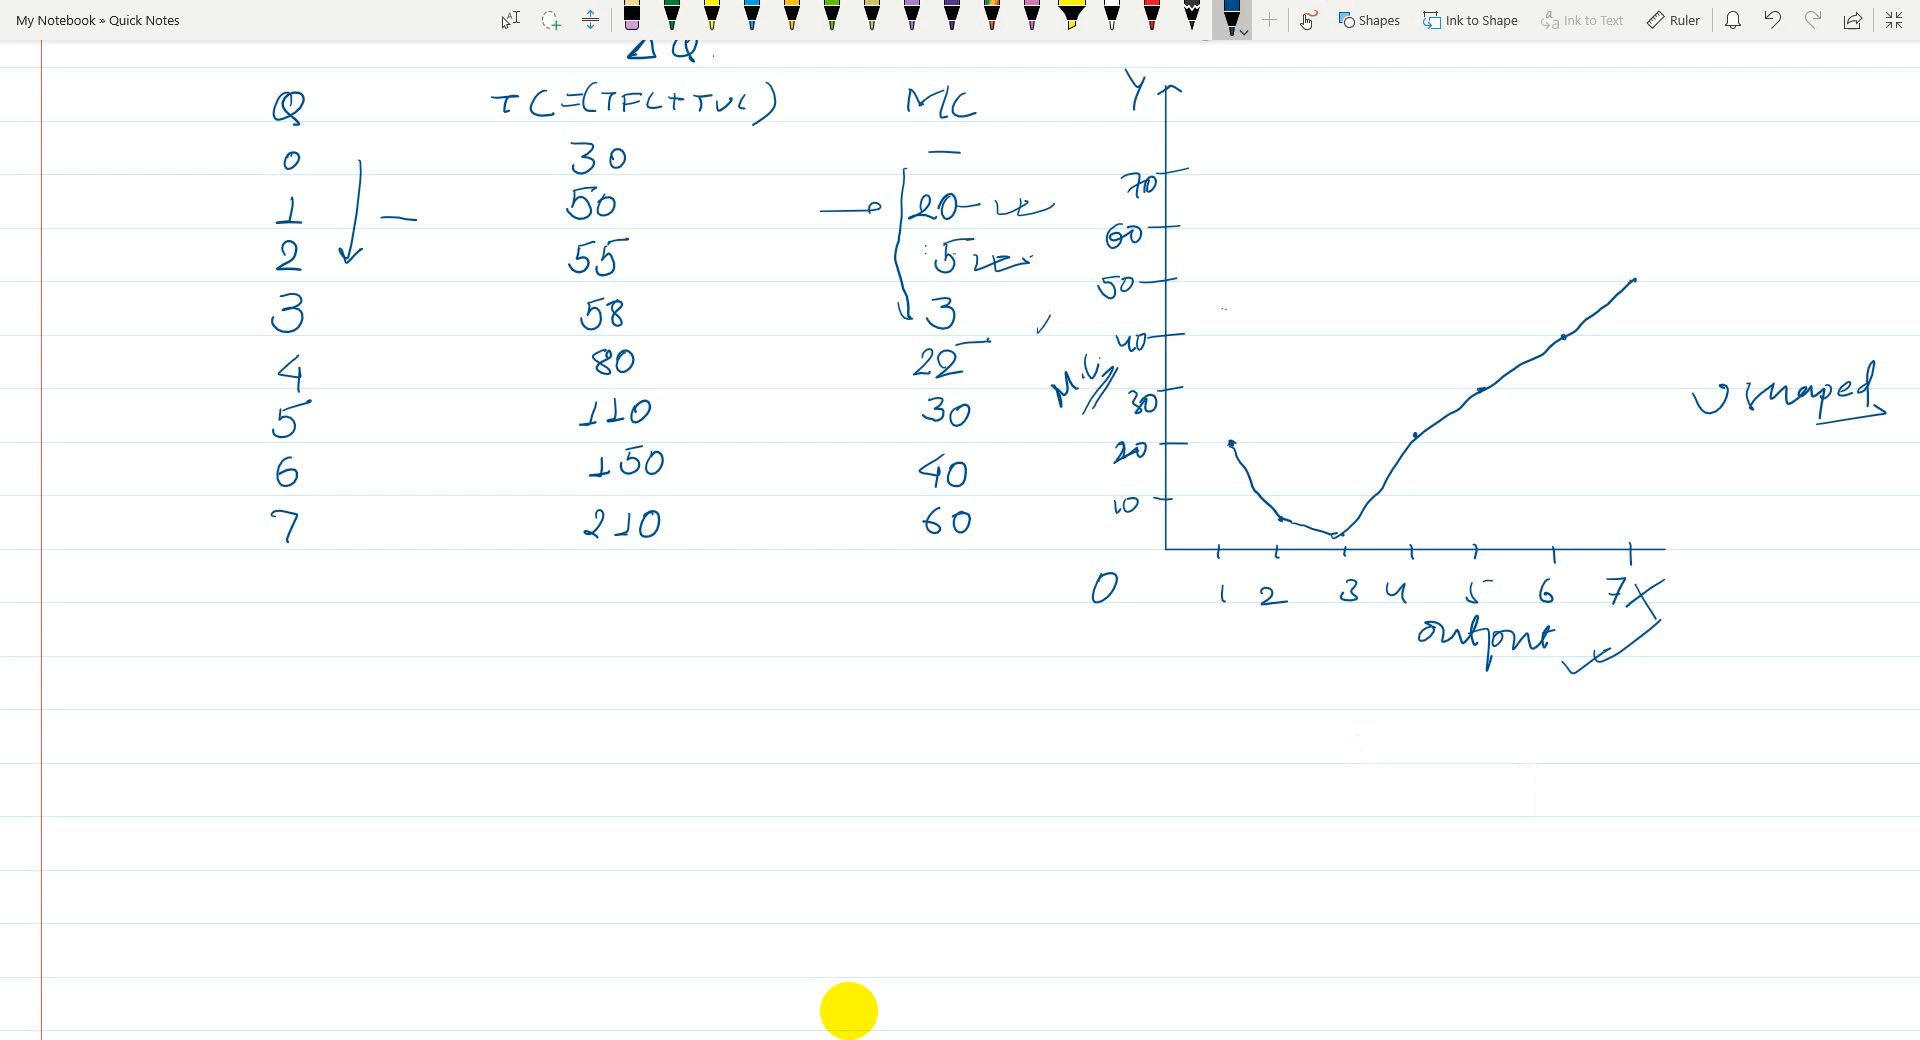 My Notebook » Quick Notes
Shapes
Ink to Shape
Ink to Text
Ruler
ΔQ
Q TC=(TFC+TVC) MC
0 30 —
1 50 20
2 55 5
3 58 3
4 80 22
5 110 30
6 150 40
7 210 60
Y
70
60
50
40
30
20
10
M.C
U shaped
0 1 2 3 4 5 6 7 X
output